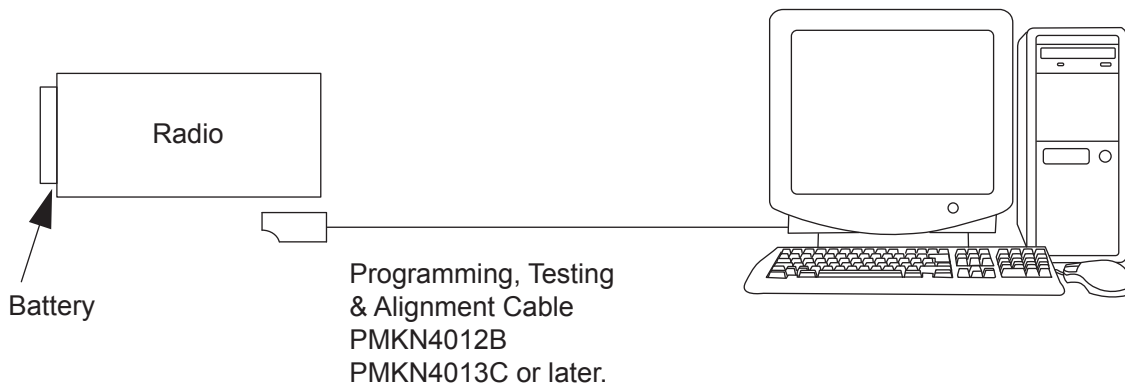 Radio
Battery
Programming, Testing
& Alignment Cable
PMKN4012B
PMKN4013C or later.